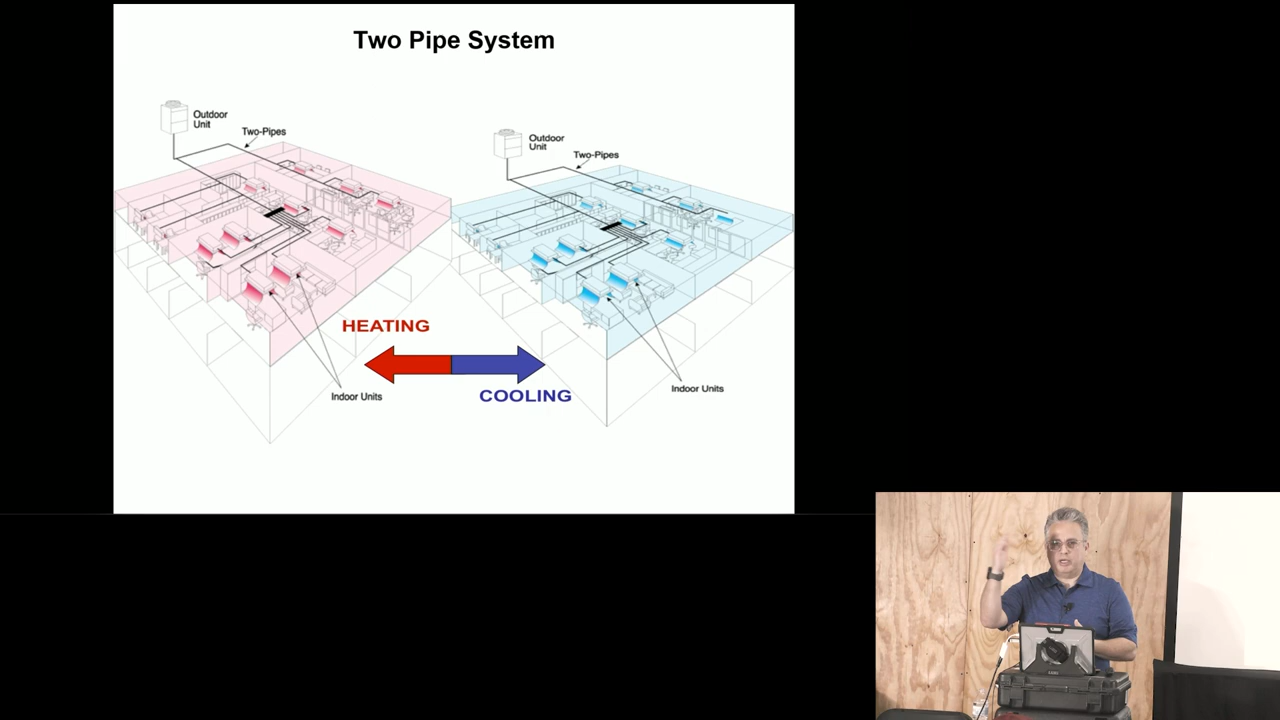 Two Pipe System
Outdoor
Unit
Two-Pipes
Outdoor
Unit
Two-Pipes
HEATING
COOLING
Indoor Units
Indoor Units